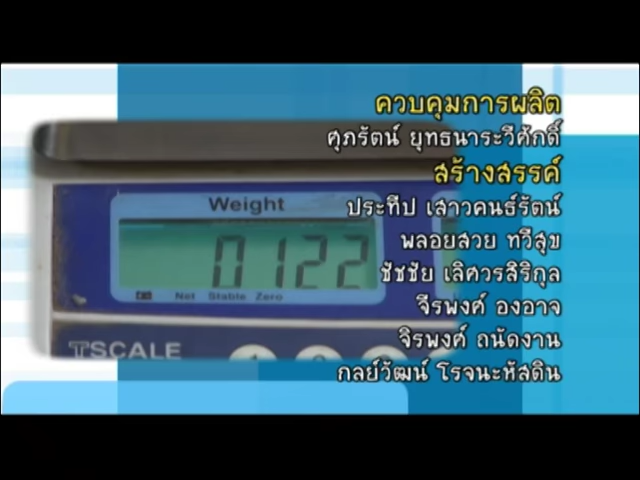 ควบคุมการผลิต
ศุภรัตน์ ยุทธนาระวีศักดิ์
สร้างสรรค์
ประทีป เสาวคนธ์รัตน์
พลอยสวย ทวีสุข
ชัชชัย เลิศวรสิริกุล
จีรพงศ์ องอาจ
จิรพงศ์ ถนัดงาน
กลย์วัฒน์ โรจนะหัสดิน
Weight
0122
Net Stable Zero
TSCALE